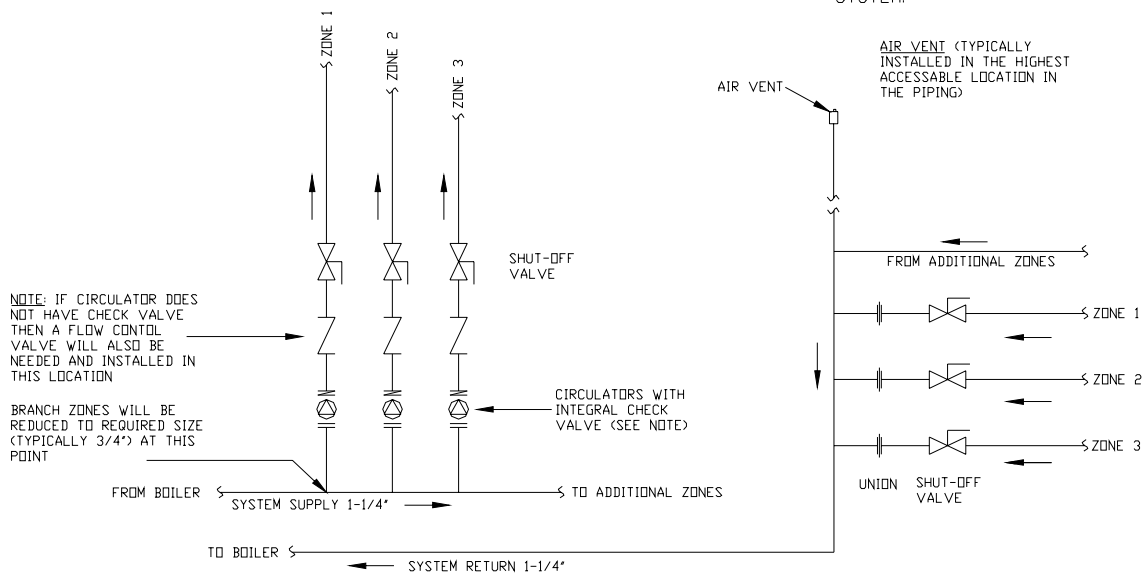 SYSTEM.
ZONE 1
ZONE 2
ZONE 3
AIR VENT (TYPICALLY
INSTALLED IN THE HIGHEST
ACCESSABLE LOCATION IN
THE PIPING)
AIR VENT
SHUT-OFF
VALVE
FROM ADDITIONAL ZONES
NOTE: IF CIRCULATOR DOES
NOT HAVE CHECK VALVE
THEN A FLOW CONTOL
VALVE WILL ALSO BE
NEEDED AND INSTALLED IN
THIS LOCATION
ZONE 1
ZONE 2
ZONE 3
CIRCULATORS WITH
INTEGRAL CHECK
VALVE (SEE NOTE)
BRANCH ZONES WILL BE
REDUCED TO REQUIRED SIZE
(TYPICALLY 3/4") AT THIS
POINT
UNION
SHUT-OFF
VALVE
FROM BOILER
TO ADDITIONAL ZONES
SYSTEM SUPPLY 1-1/4"
TO BOILER
SYSTEM RETURN 1-1/4"